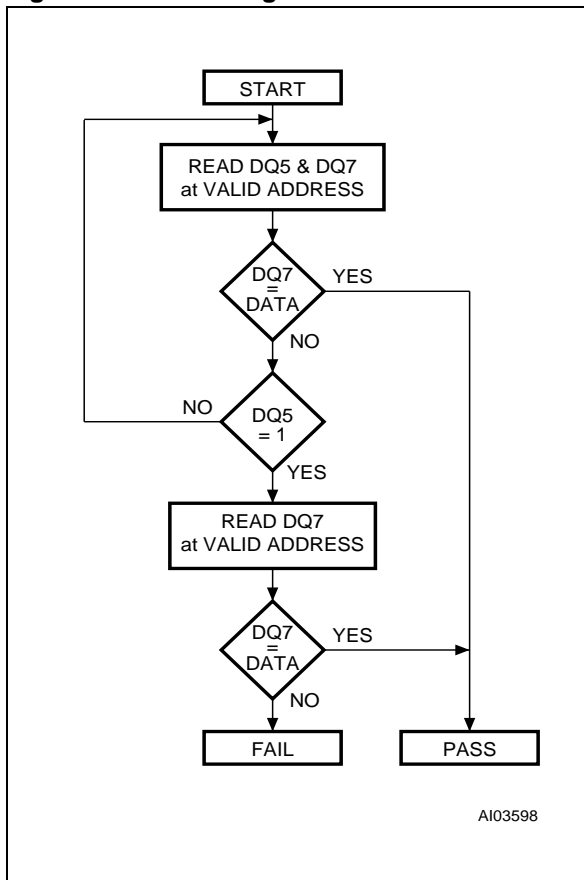 START
READ DQ5 & DQ7
at VALID ADDRESS
DQ7
=
DATA
YES
NO
DQ5
= 1
NO
YES
READ DQ7
at VALID ADDRESS
DQ7
=
DATA
YES
NO
FAIL
PASS
AI03598